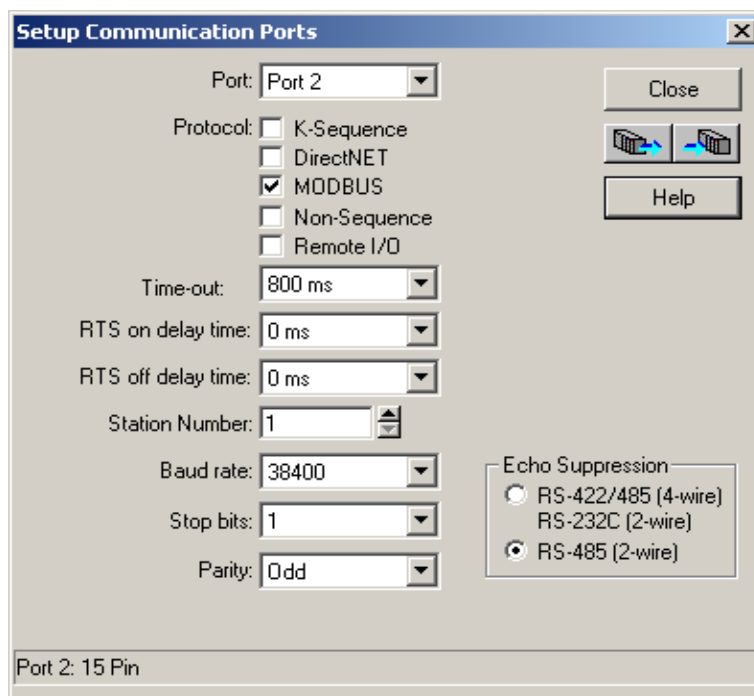 Setup Communication Ports
Port: Port 2
Close
Protocol: K-Sequence
DirectNET
MODBUS
Help
Non-Sequence
Remote I/O
Time-out: 800 ms
RTS on delay time: 0 ms
RTS off delay time: 0 ms
Station Number: 1
Baud rate: 38400
Echo Suppression
RS-422/485 (4-wire)
RS-232C (2-wire)
Stop bits: 1
RS-485 (2-wire)
Parity: Odd
Port 2: 15 Pin